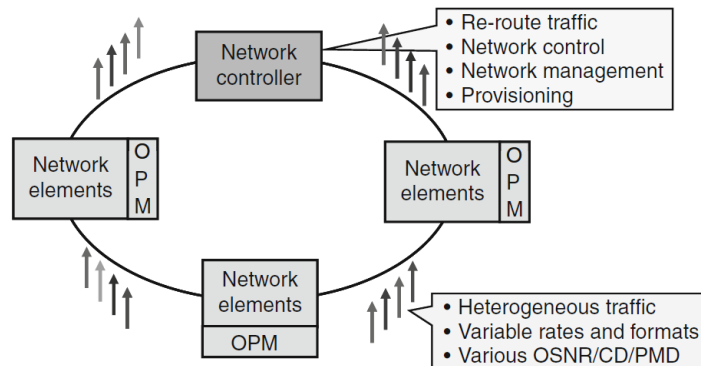 Network
controller
• Re-route traffic
• Network control
• Network management
• Provisioning
Network
elements
O
P
M
Network
elements
O
P
M
Network
elements
OPM
• Heterogeneous traffic
• Variable rates and formats
• Various OSNR/CD/PMD